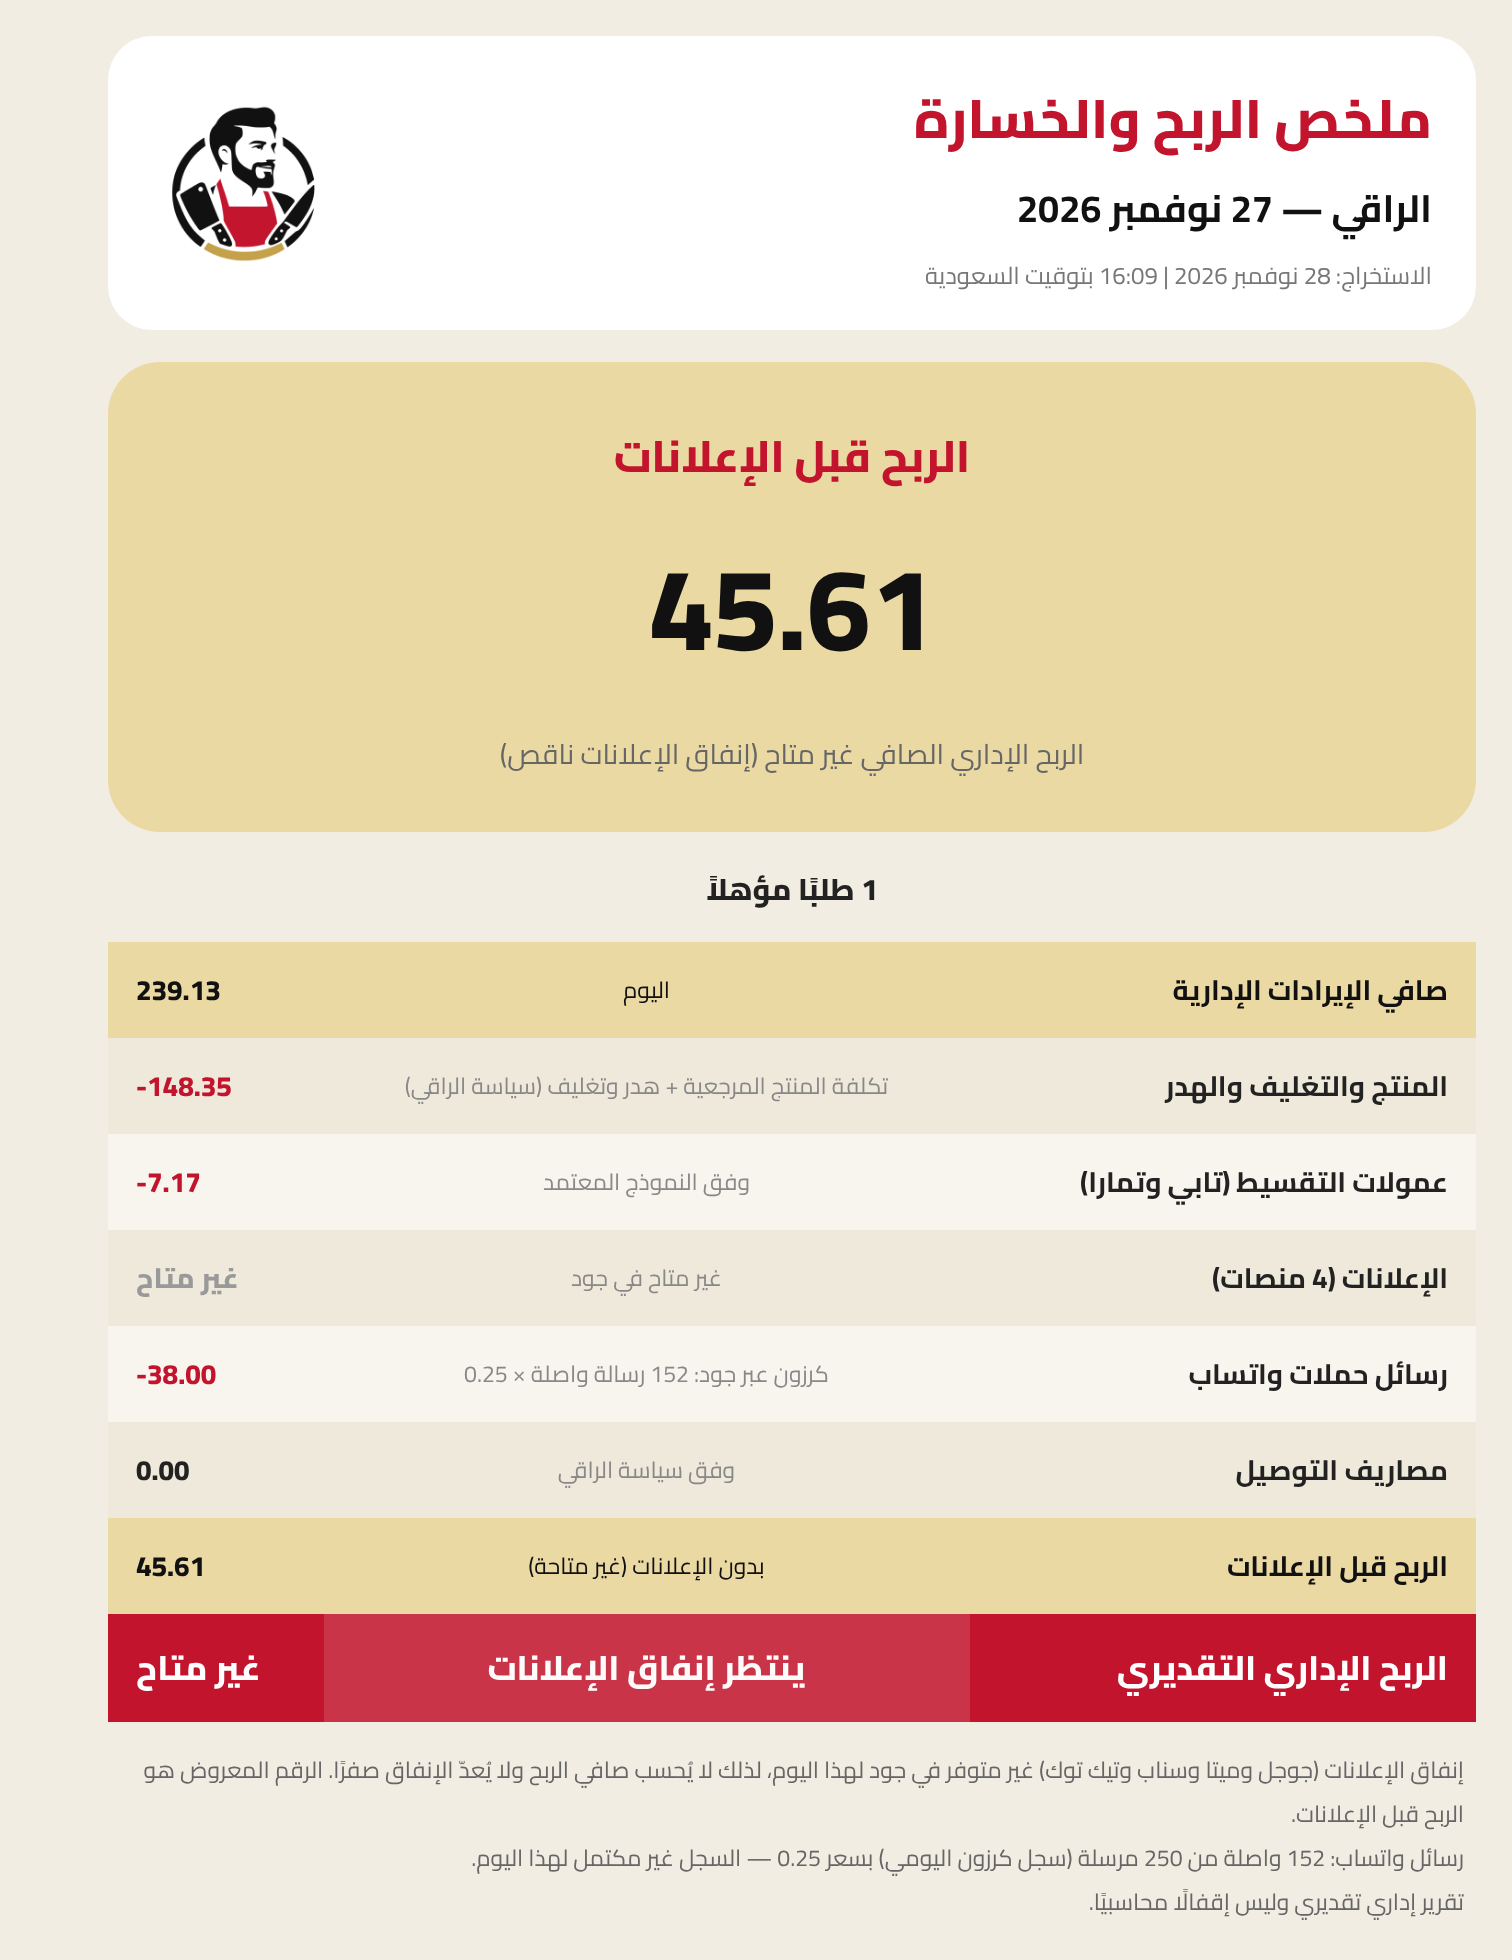 ملخص الربح والخسارة
الراقي — 27 نوفمبر 2026
الاستخراج: 28 نوفمبر 2026 | 16:09 بتوقيت السعودية
الربح قبل الإعلانات
45.61
الربح الإداري الصافي غير متاح (إنفاق الإعلانات ناقص)
1 طلبًا مؤهلاً
صافي الإيرادات الإدارية اليوم 239.13
المنتج والتغليف والهدر تكلفة المنتج المرجعية + هدر وتغليف (سياسة الراقي) -148.35
عمولات التقسيط (تابي وتمارا) وفق النموذج المعتمد -7.17
الإعلانات (4 منصات) غير متاح في جود غير متاح
رسائل حملات واتساب كرزون عبر جود: 152 رسالة واصلة × 0.25 -38.00
مصاريف التوصيل وفق سياسة الراقي 0.00
الربح قبل الإعلانات بدون الإعلانات (غير متاحة) 45.61
الربح الإداري التقديري ينتظر إنفاق الإعلانات غير متاح
إنفاق الإعلانات (جوجل وميتا وسناب وتيك توك) غير متوفر في جود لهذا اليوم، لذلك لا يُحسب صافي الربح ولا يُعدّ الإنفاق صفرًا. الرقم المعروض هو
الربح قبل الإعلانات.
رسائل واتساب: 152 واصلة من 250 مرسلة (سجل كرزون اليومي) بسعر 0.25 — السجل غير مكتمل لهذا اليوم.
تقرير إداري تقديري وليس إقفالًا محاسبيًا.